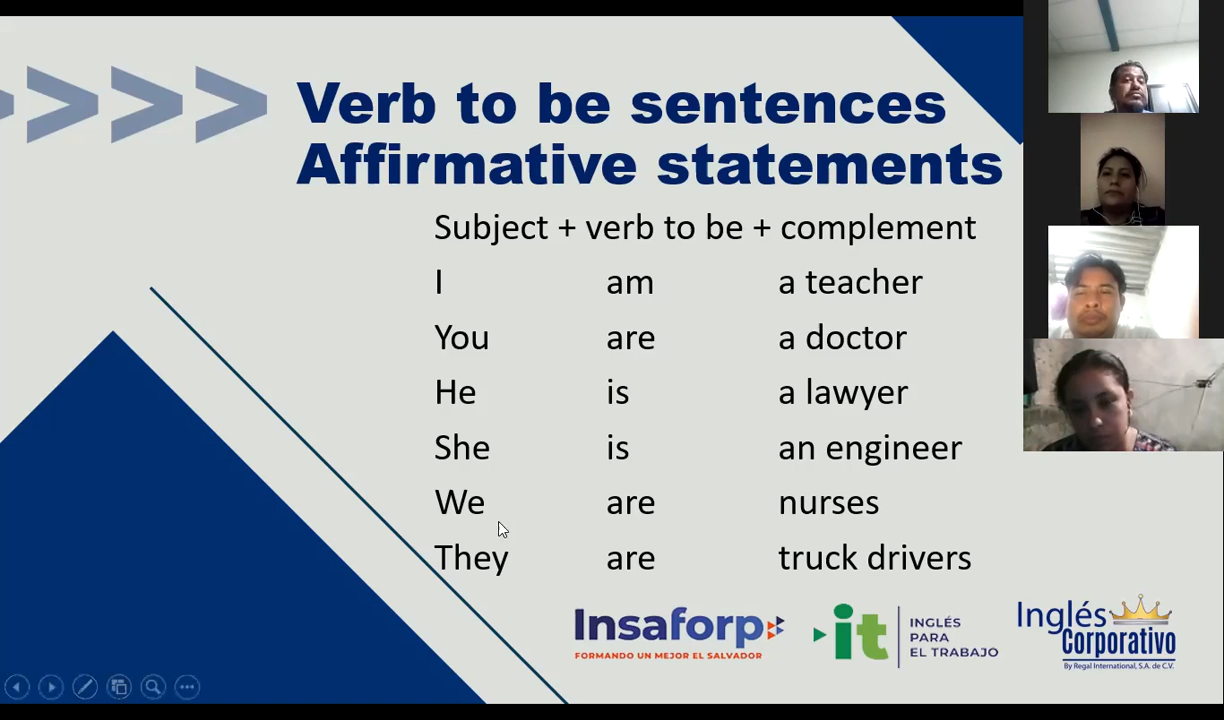 Verb to be sentences
Affirmative statements
Subject + verb to be + complement
I am a teacher
You are a doctor
He is a lawyer
She is an engineer
We are nurses
They are truck drivers
Insaforp
FORMANDO UN MEJOR EL SALVADOR
it
INGLÉS
PARA
EL TRABAJO
Inglés
Corporativo
By Regal International, S.A. de C.V.